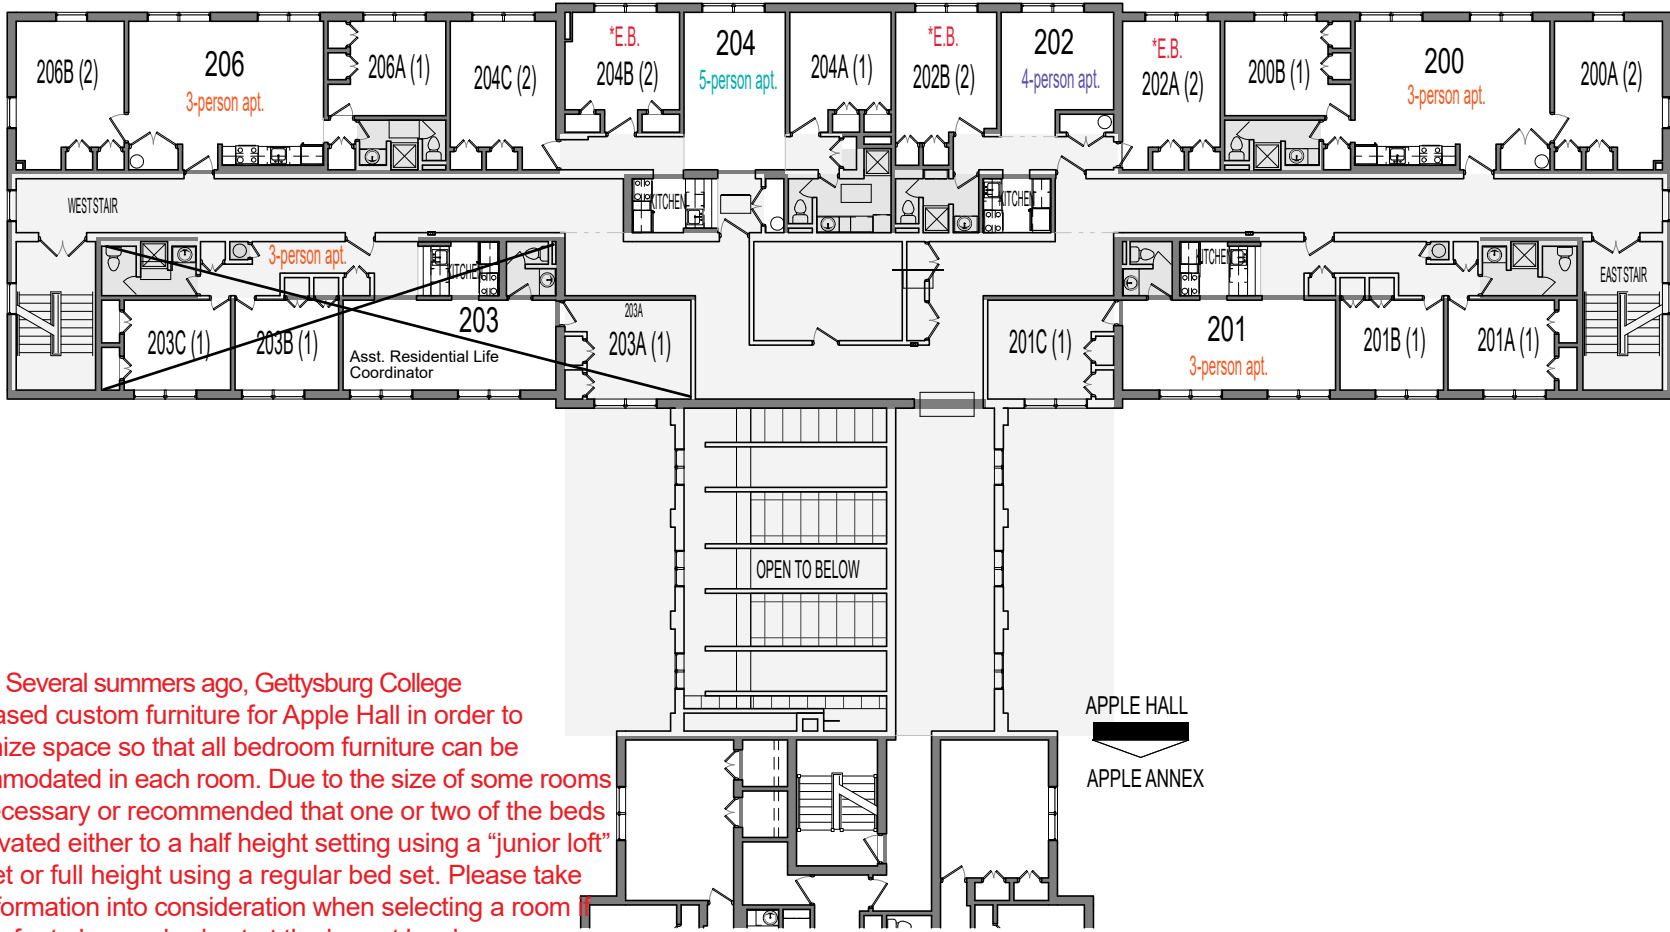 *E.B.
204
*E.B.
202
*E.B.
206
200
206B (2)
206A (1)
204C (2)
204B (2)
5-person apt.
204A (1)
202B (2)
4-person apt.
202A (2)
200B (1)
200A (2)
3-person apt.
3-person apt.
WEST STAIR
KITCHEN
KITCHEN
3-person apt.
KITCHEN
KITCHEN
EAST STAIR
203C (1)
203B (1)
203
203A
203A (1)
201C (1)
201
201B (1)
201A (1)
Asst. Residential Life
Coordinator
3-person apt.
OPEN TO BELOW
APPLE HALL
APPLE ANNEX
Several summers ago, Gettysburg College
ased custom furniture for Apple Hall in order to
ize space so that all bedroom furniture can be
mmodated in each room. Due to the size of some rooms
ecessary or recommended that one or two of the beds
vated either to a half height setting using a “junior loft”
et or full height using a regular bed set. Please take
formation into consideration when selecting a room if